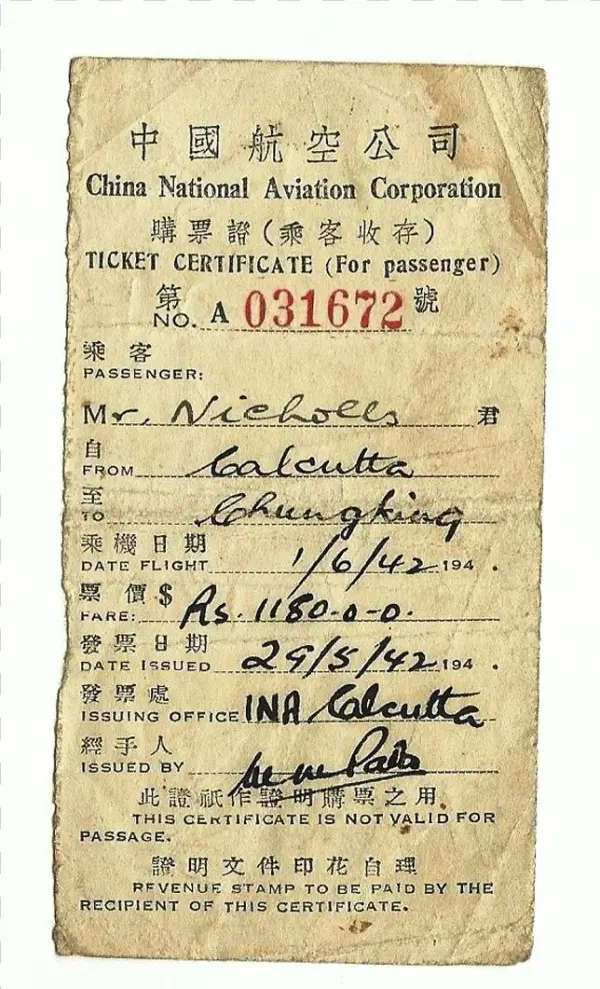 中國航空公司
China National Aviation Corporation
購票證(乘客收存)
TICKET CERTIFICATE (For passenger)
第 號
NO. A 031672
乘客
PASSENGER:
Mr. Nicholls 君
自
FROM Calcutta
至
TO Chungking
乘機日期
DATE FLIGHT 1/6/42 194 .
票價 $
FARE: Rs. 1180-0-0.
發票日期
DATE ISSUED 29/5/42 194 .
發票處
ISSUING OFFICE INA Calcutta
經手人
ISSUED BY
此證祇作證明購票之用
THIS CERTIFICATE IS NOT VALID FOR
PASSAGE.
證明文件印花自理
REVENUE STAMP TO BE PAID BY THE
RECIPIENT OF THIS CERTIFICATE.